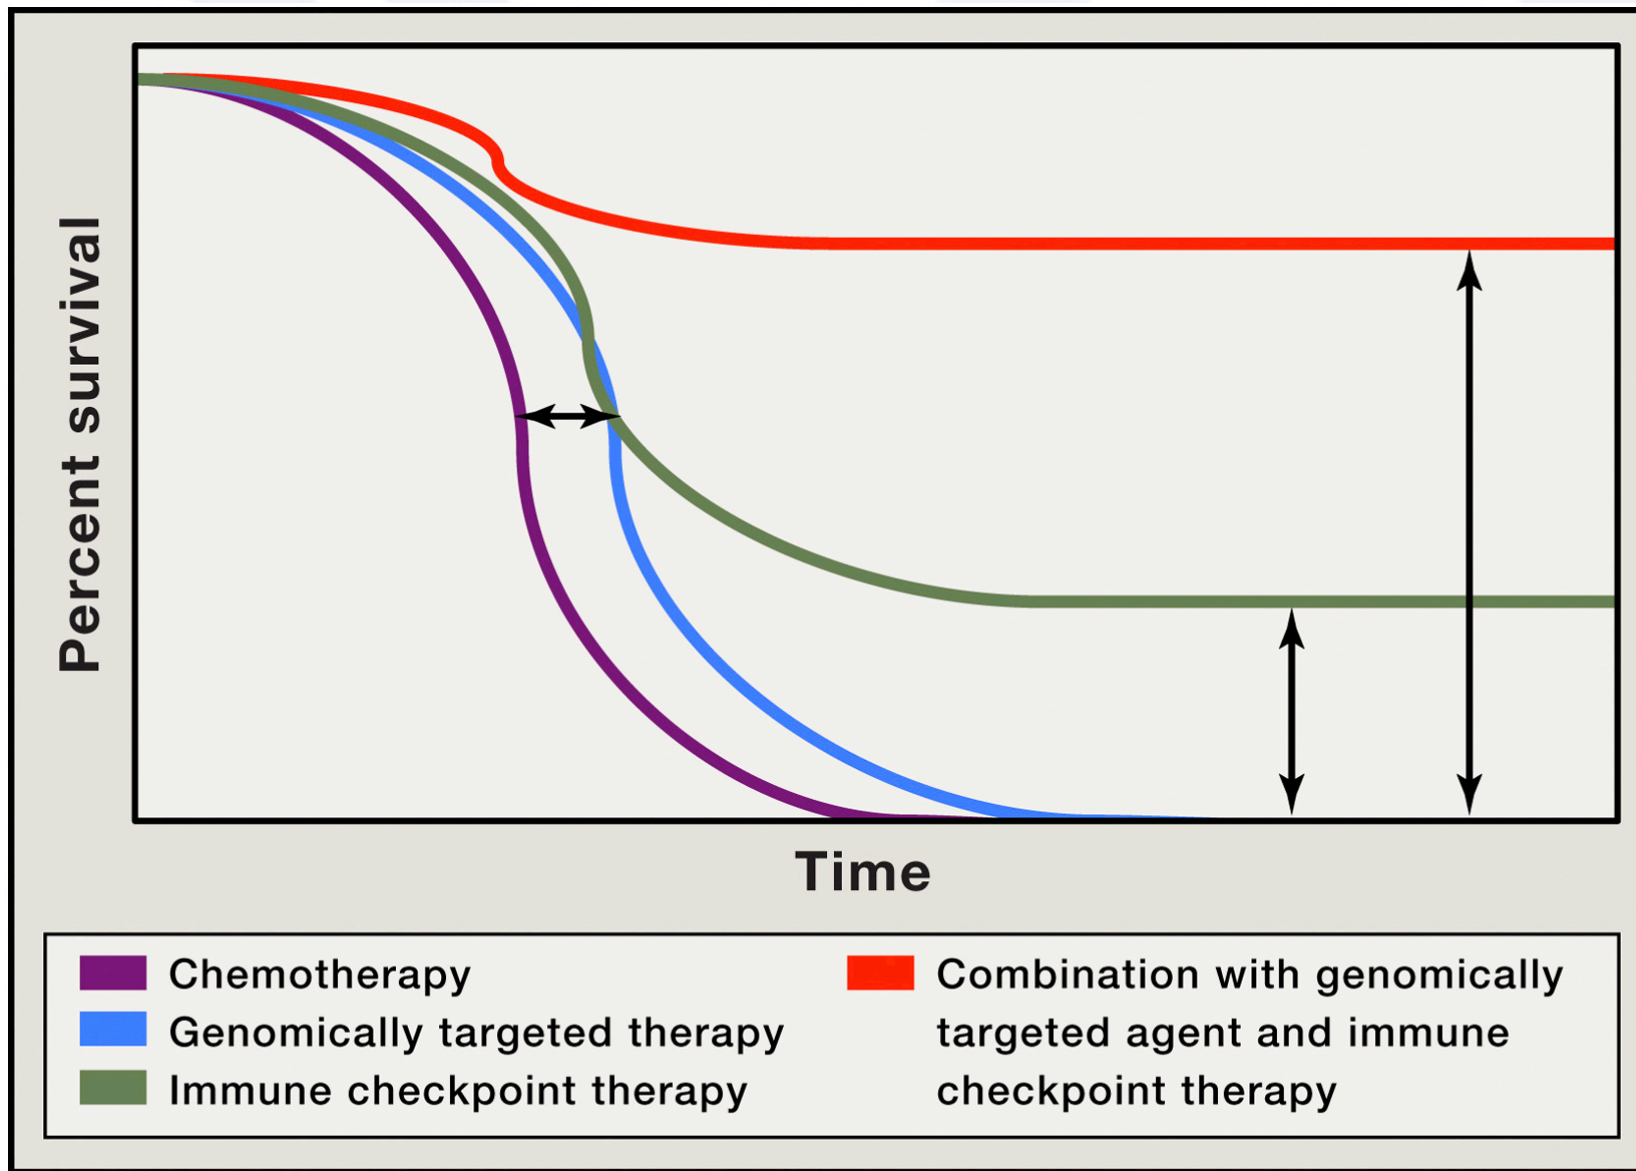 Percent survival
Time
Chemotherapy
Genomically targeted therapy
Immune checkpoint therapy
Combination with genomically
targeted agent and immune
checkpoint therapy